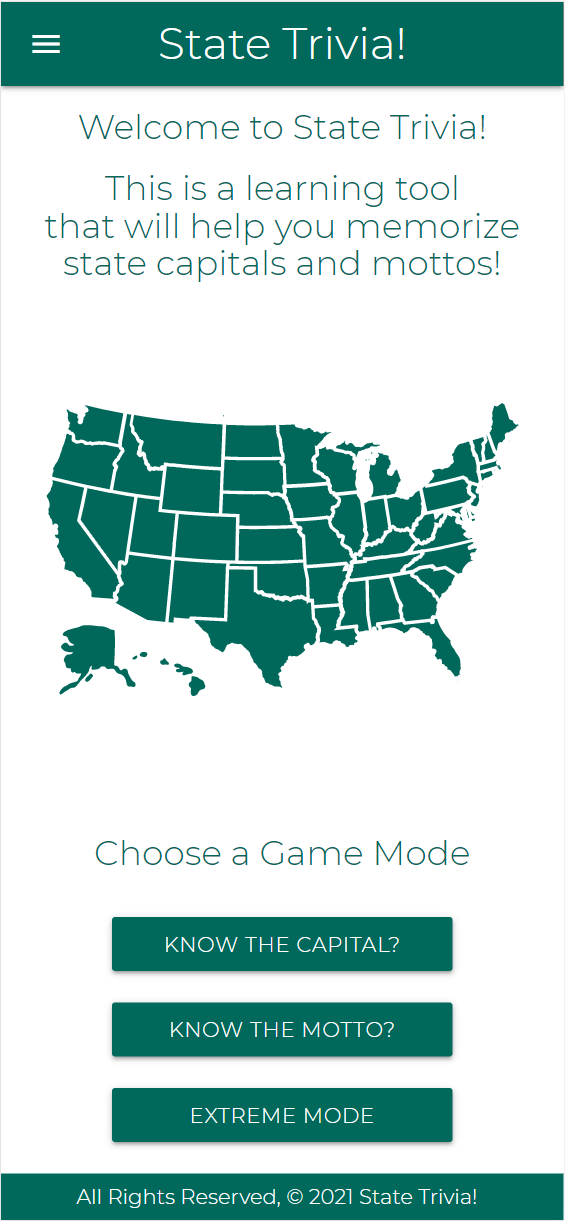 State Trivia!
Welcome to State Trivia!
This is a learning tool
that will help you memorize
state capitals and mottos!
Choose a Game Mode
KNOW THE CAPITAL?
KNOW THE MOTTO?
EXTREME MODE
All Rights Reserved, © 2021 State Trivia!